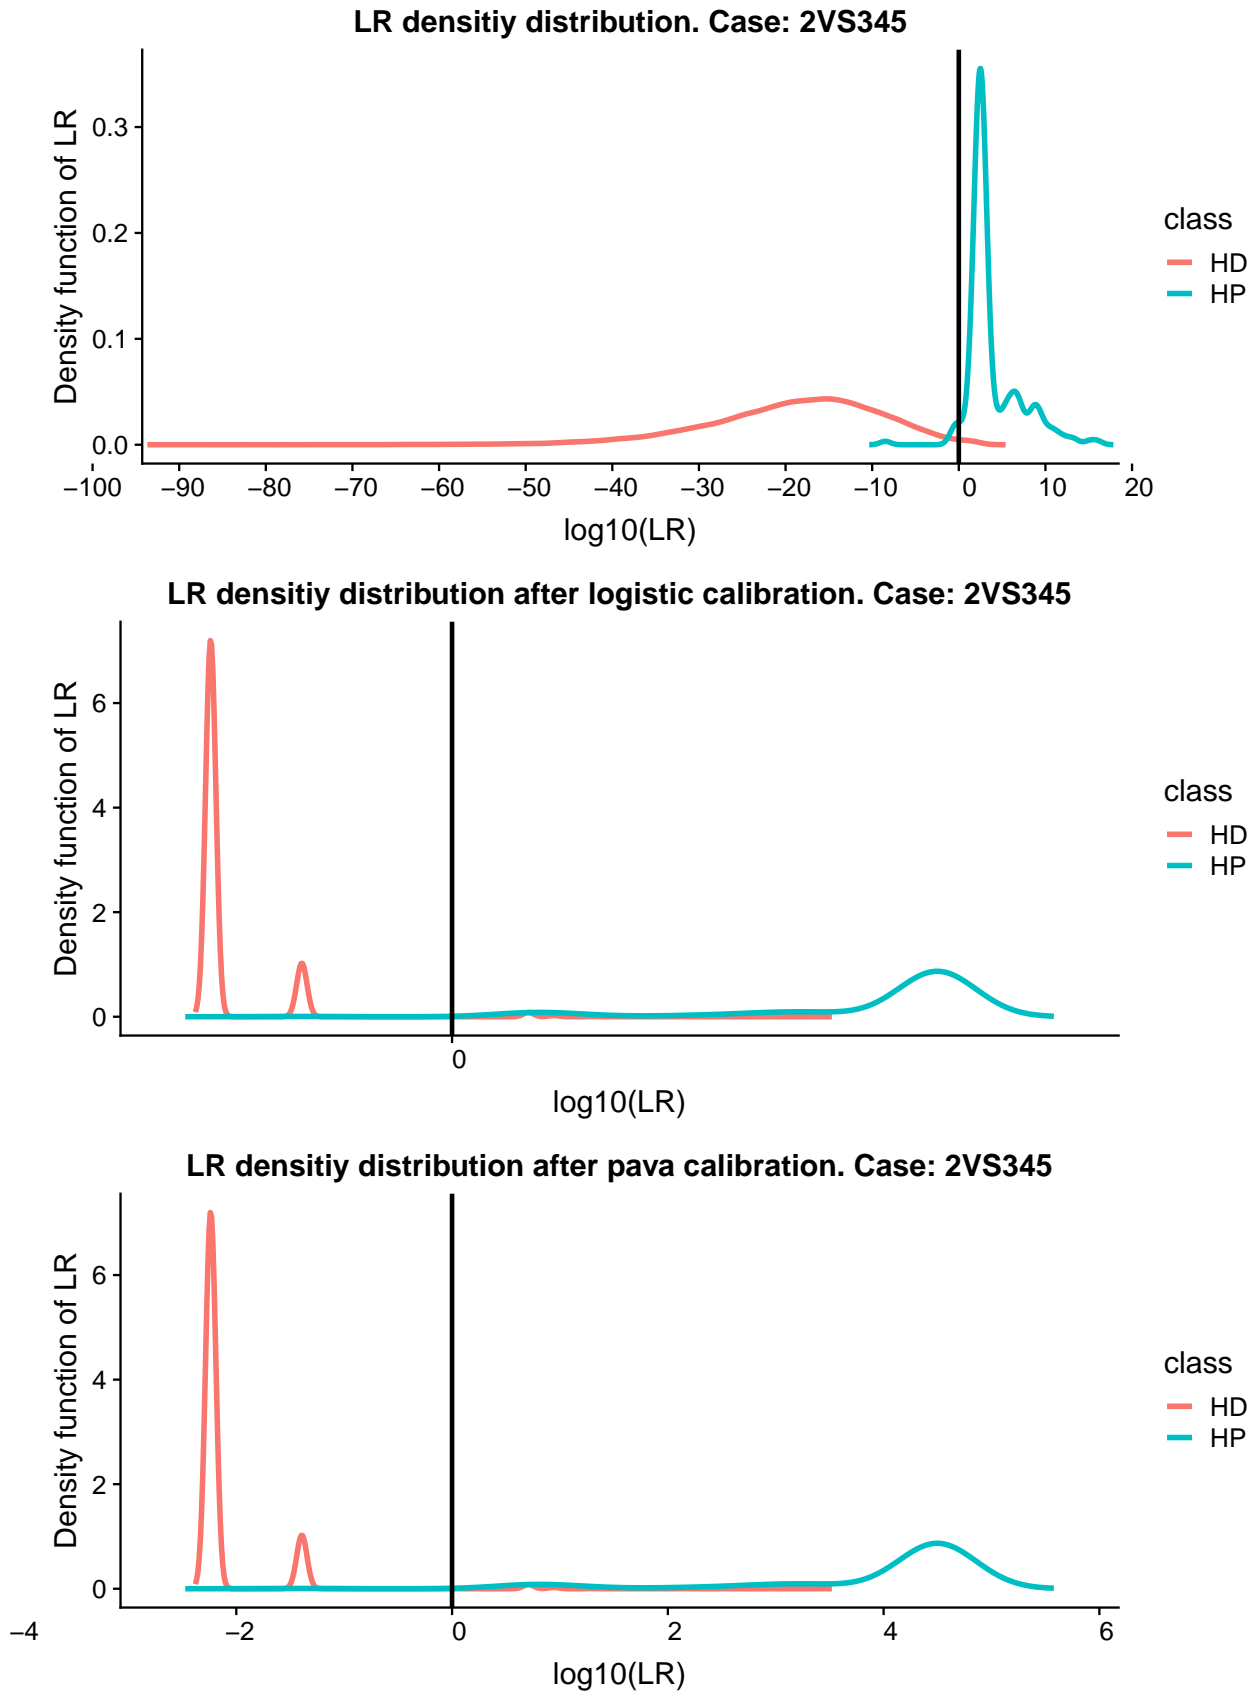 LR densitiy distribution. Case: 2VS345
Density function of LR
0.3
0.2
0.1
0.0
−100 −90 −80 −70 −60 −50 −40 −30 −20 −10 0 10 20
log10(LR)
class
HD
HP
LR densitiy distribution after logistic calibration. Case: 2VS345
Density function of LR
6
4
2
0
0
log10(LR)
class
HD
HP
LR densitiy distribution after pava calibration. Case: 2VS345
Density function of LR
6
4
2
0
−4 −2 0 2 4 6
log10(LR)
class
HD
HP